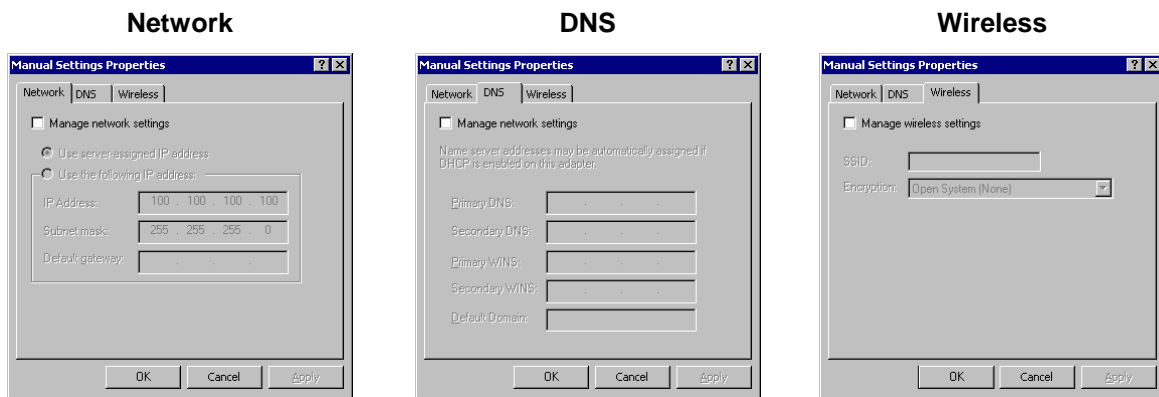 Network
Manual Settings Properties
Network DNS Wireless
Manage network settings
Use server-assigned IP address
Use the following IP address:
IP Address: 100 . 100 . 100 . 100
Subnet mask: 255 . 255 . 255 . 0
Default gateway: . . .
OK Cancel Apply
DNS
Manual Settings Properties
Network DNS Wireless
Manage network settings
Name server addresses may be automatically assigned if
DHCP is enabled on this adapter.
Primary DNS: . . .
Secondary DNS: . . .
Primary WINS: . . .
Secondary WINS: . . .
Default Domain:
OK Cancel Apply
Wireless
Manual Settings Properties
Network DNS Wireless
Manage wireless settings
SSID:
Encryption: Open System (None)
OK Cancel Apply